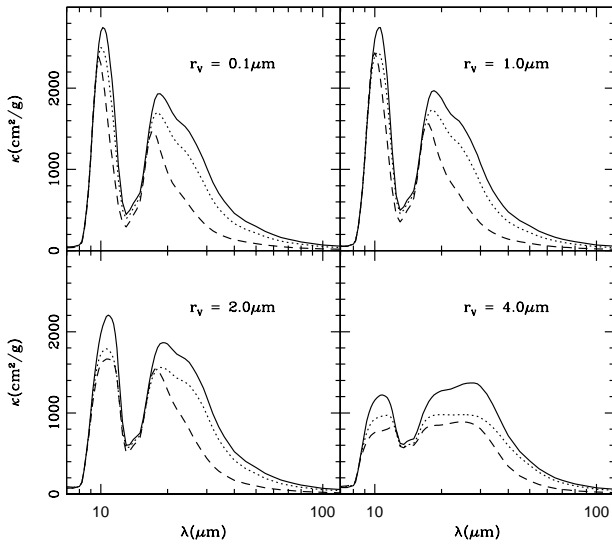 r_v = 0.1μm
r_v = 1.0μm
κ(cm²/g)
0 1000 2000
r_v = 2.0μm
r_v = 4.0μm
κ(cm²/g)
0 1000 2000
10 100 10 100
λ(μm) λ(μm)